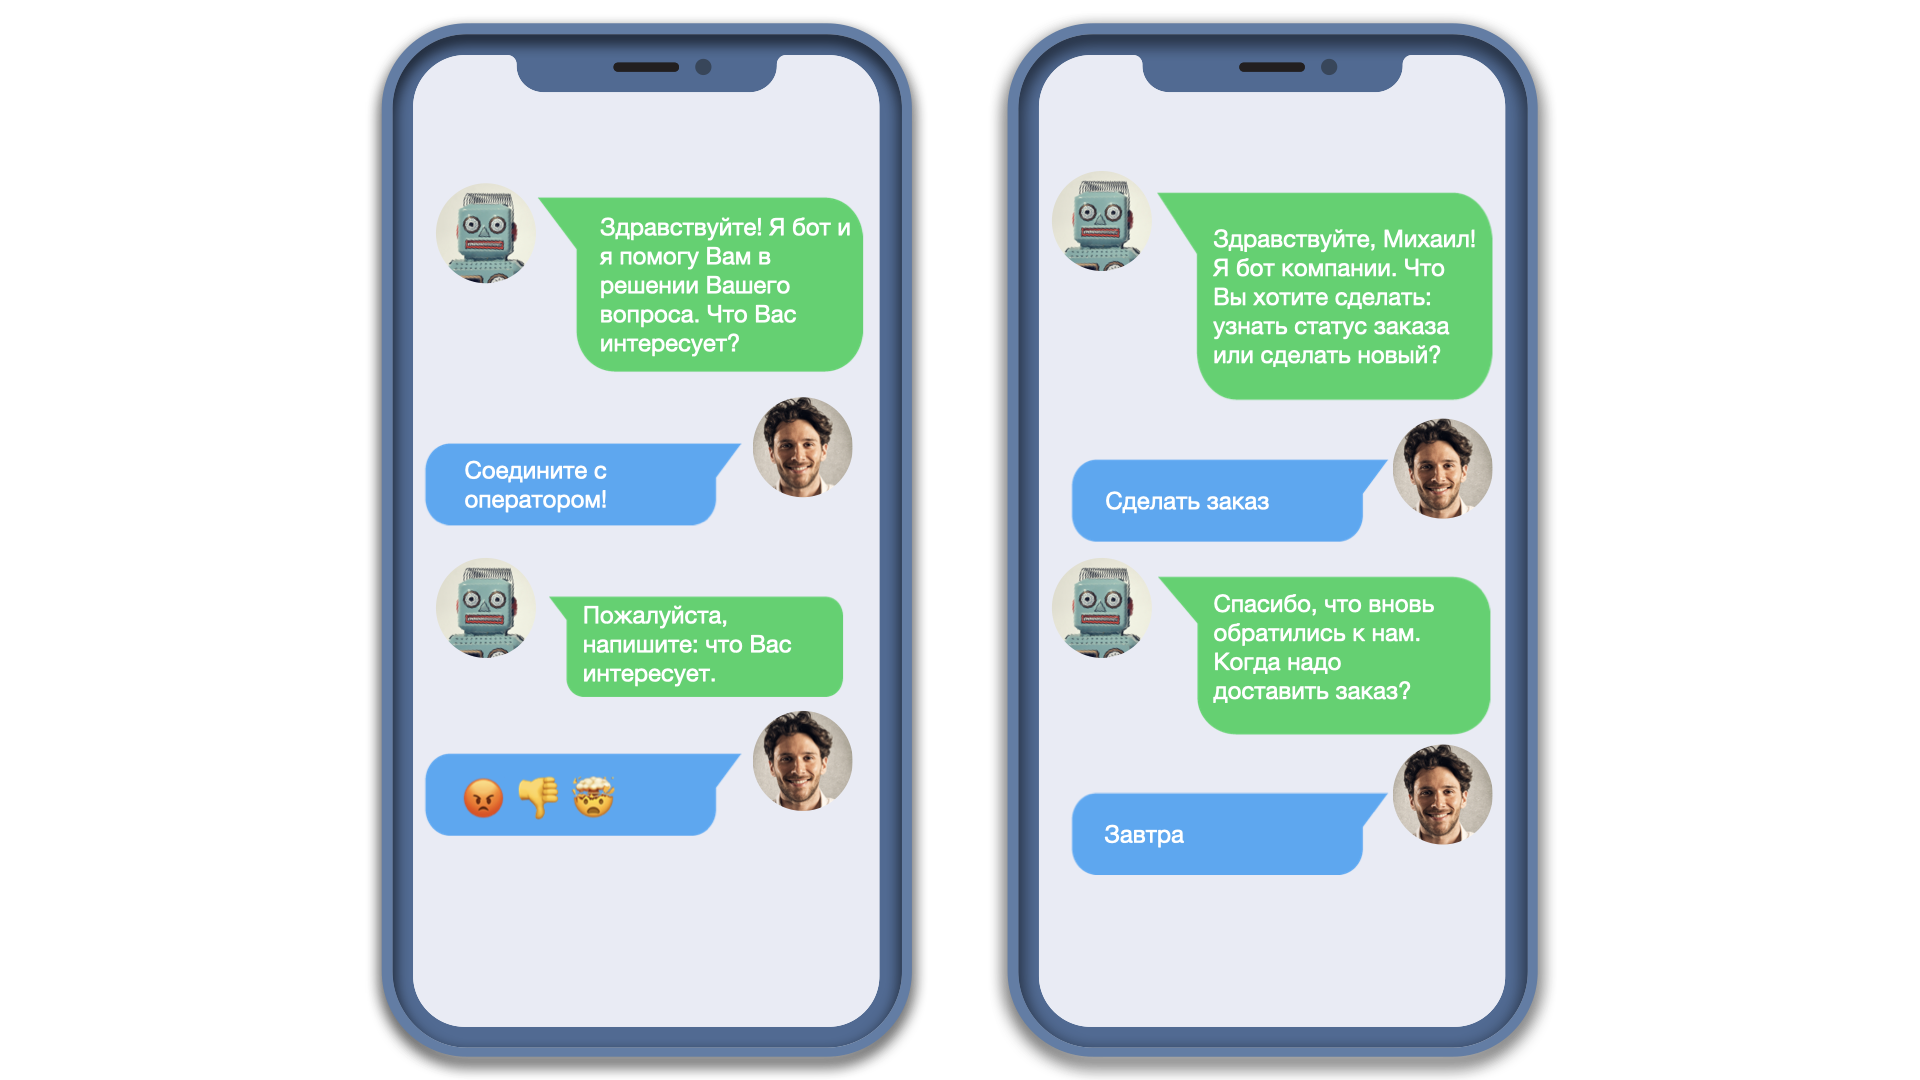 Здравствуйте! Я бот и
я помогу Вам в
решении Вашего
вопроса. Что Вас
интересует?
Соедините с
оператором!
Пожалуйста,
напишите: что Вас
интересует.
😡 👎 🤯
Здравствуйте, Михаил!
Я бот компании. Что
Вы хотите сделать:
узнать статус заказа
или сделать новый?
Сделать заказ
Спасибо, что вновь
обратились к нам.
Когда надо
доставить заказ?
Завтра